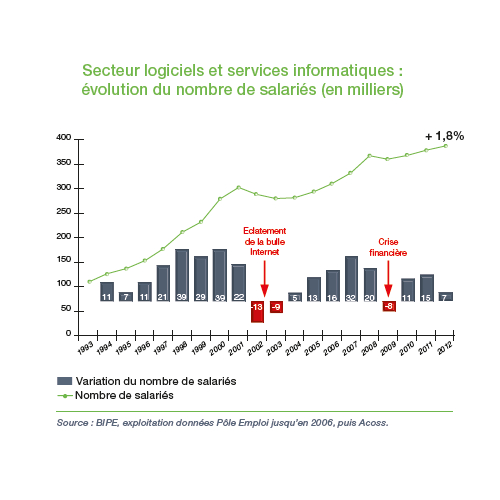 Secteur logiciels et services informatiques :
évolution du nombre de salariés (en milliers)
+ 1,8%
400
350
300
250
200
150
100
50
0
Eclatement
de la bulle
Internet
Crise
financière
11 7 11 21 39 29 39 22 -13 -9 5 13 16 32 20 -8 11 15 7
1993 1994 1995 1996 1997 1998 1999 2000 2001 2002 2003 2004 2005 2006 2007 2008 2009 2010 2011 2012
Variation du nombre de salariés
Nombre de salariés
Source : BIPE, exploitation données Pôle Emploi jusqu'en 2006, puis Acoss.